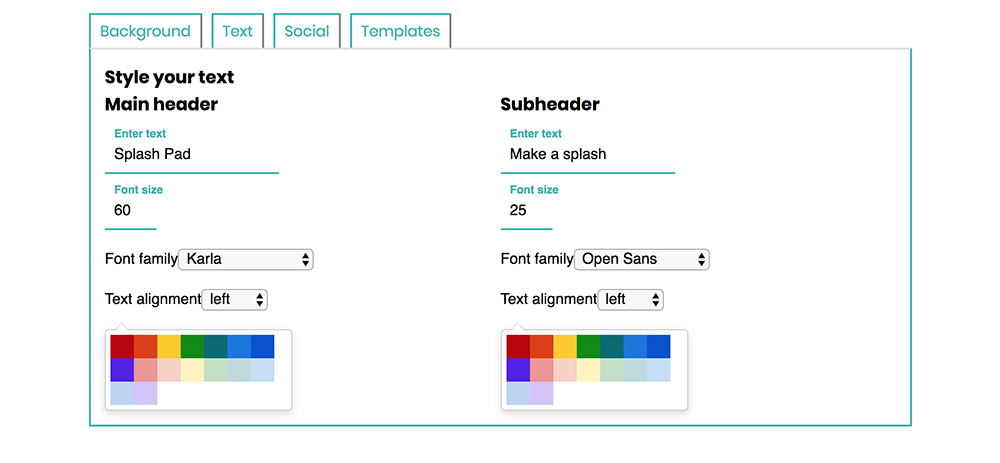 Background Text Social Templates
Style your text
Main header
Enter text
Splash Pad
Font size
60
Font family Karla
Text alignment left
Subheader
Enter text
Make a splash
Font size
25
Font family Open Sans
Text alignment left